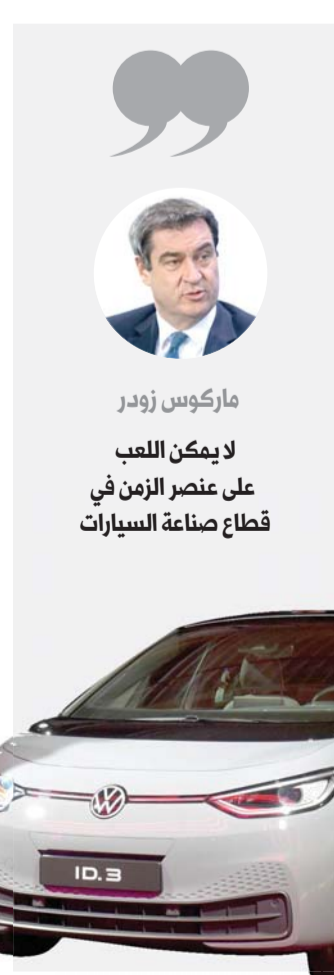 ماركوس زودر
لا يمكن اللعب
على عنصر الزمن في
قطاع صناعة السيارات
ID.3